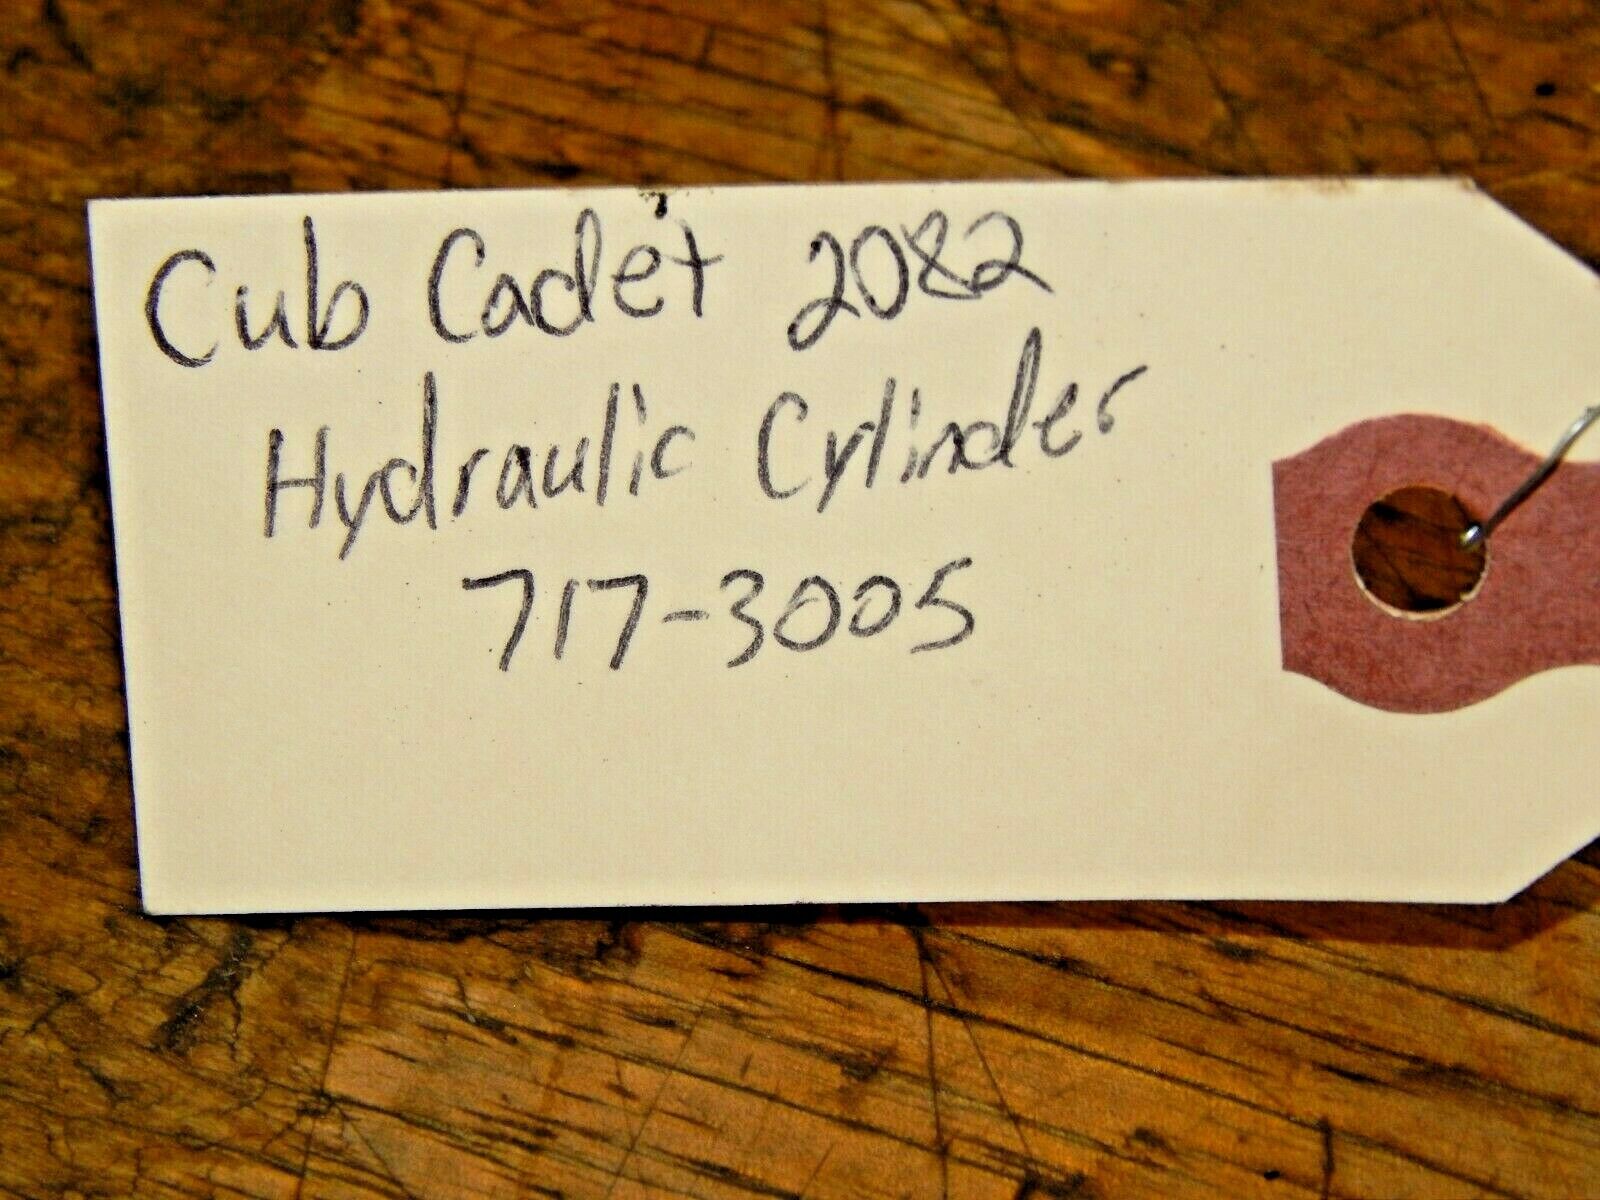 Cub Cadet 2082
Hydraulic Cylinder
717-3005